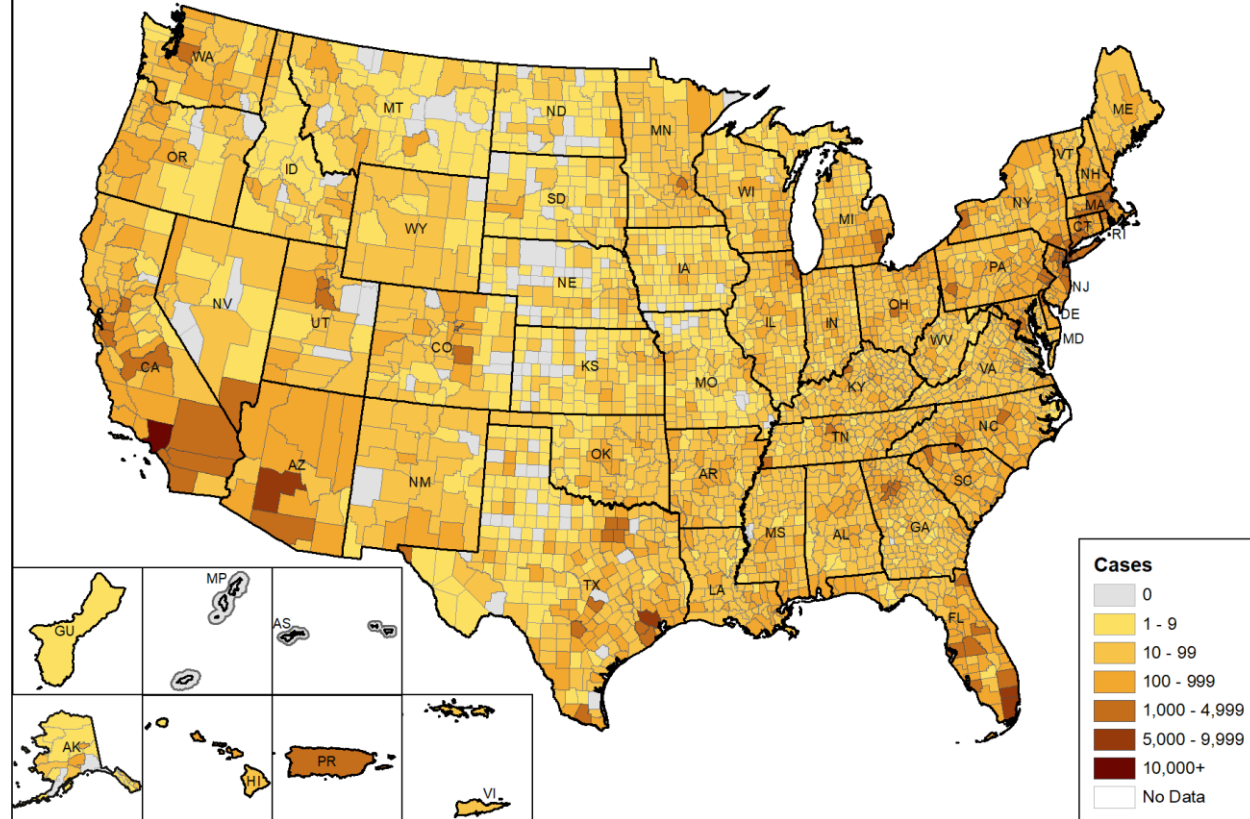 WA
MT
ND
MN
ME
OR
ID
SD
WI
VT
NH
NY
MA
MI
WY
CT
RI
IA
PA
NE
NV
NJ
OH
UT
IL
IN
DE
CO
MD
WV
CA
KS
MO
VA
KY
NC
TN
OK
AZ
NM
AR
SC
MS
AL
GA
TX
LA
FL
MP
GU
AS
AK
HI
PR
VI
Cases
0
1 - 9
10 - 99
100 - 999
1,000 - 4,999
5,000 - 9,999
10,000+
No Data